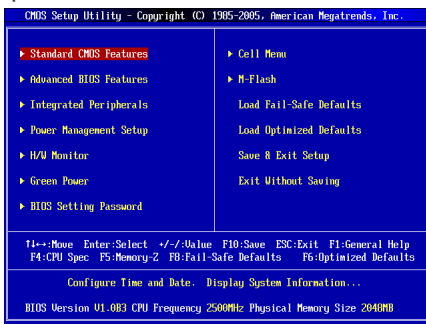 CMOS Setup Utility - Copyright (C) 1985-2005, American Megatrends, Inc.
▶ Standard CMOS Features
▶ Advanced BIOS Features
▶ Integrated Peripherals
▶ Power Management Setup
▶ H/W Monitor
▶ Green Power
▶ BIOS Setting Password
▶ Cell Menu
▶ M-Flash
Load Fail-Safe Defaults
Load Optimized Defaults
Save & Exit Setup
Exit Without Saving
↑↓←→:Move Enter:Select +/-/:Value F10:Save ESC:Exit F1:General Help
F4:CPU Spec F5:Memory-Z F8:Fail-Safe Defaults F6:Optimized Defaults
Configure Time and Date. Display System Information...
BIOS Version V1.0B3 CPU Frequency 2500MHz Physical Memory Size 2048MB